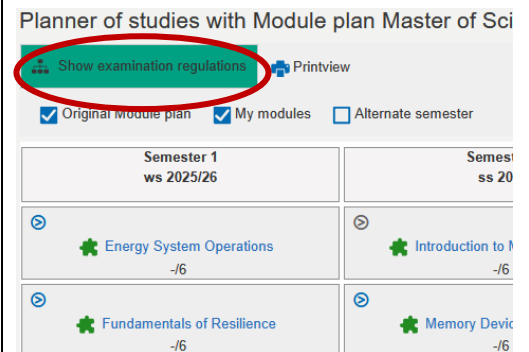 Planner of studies with Module plan Master of Sci
Show examination regulations Printview
Original Module plan My modules Alternate semester
Semester 1 Semest
ws 2025/26 ss 20
Energy System Operations Introduction to M
-/6 -/6
Fundamentals of Resilience Memory Devic
-/6 -/6